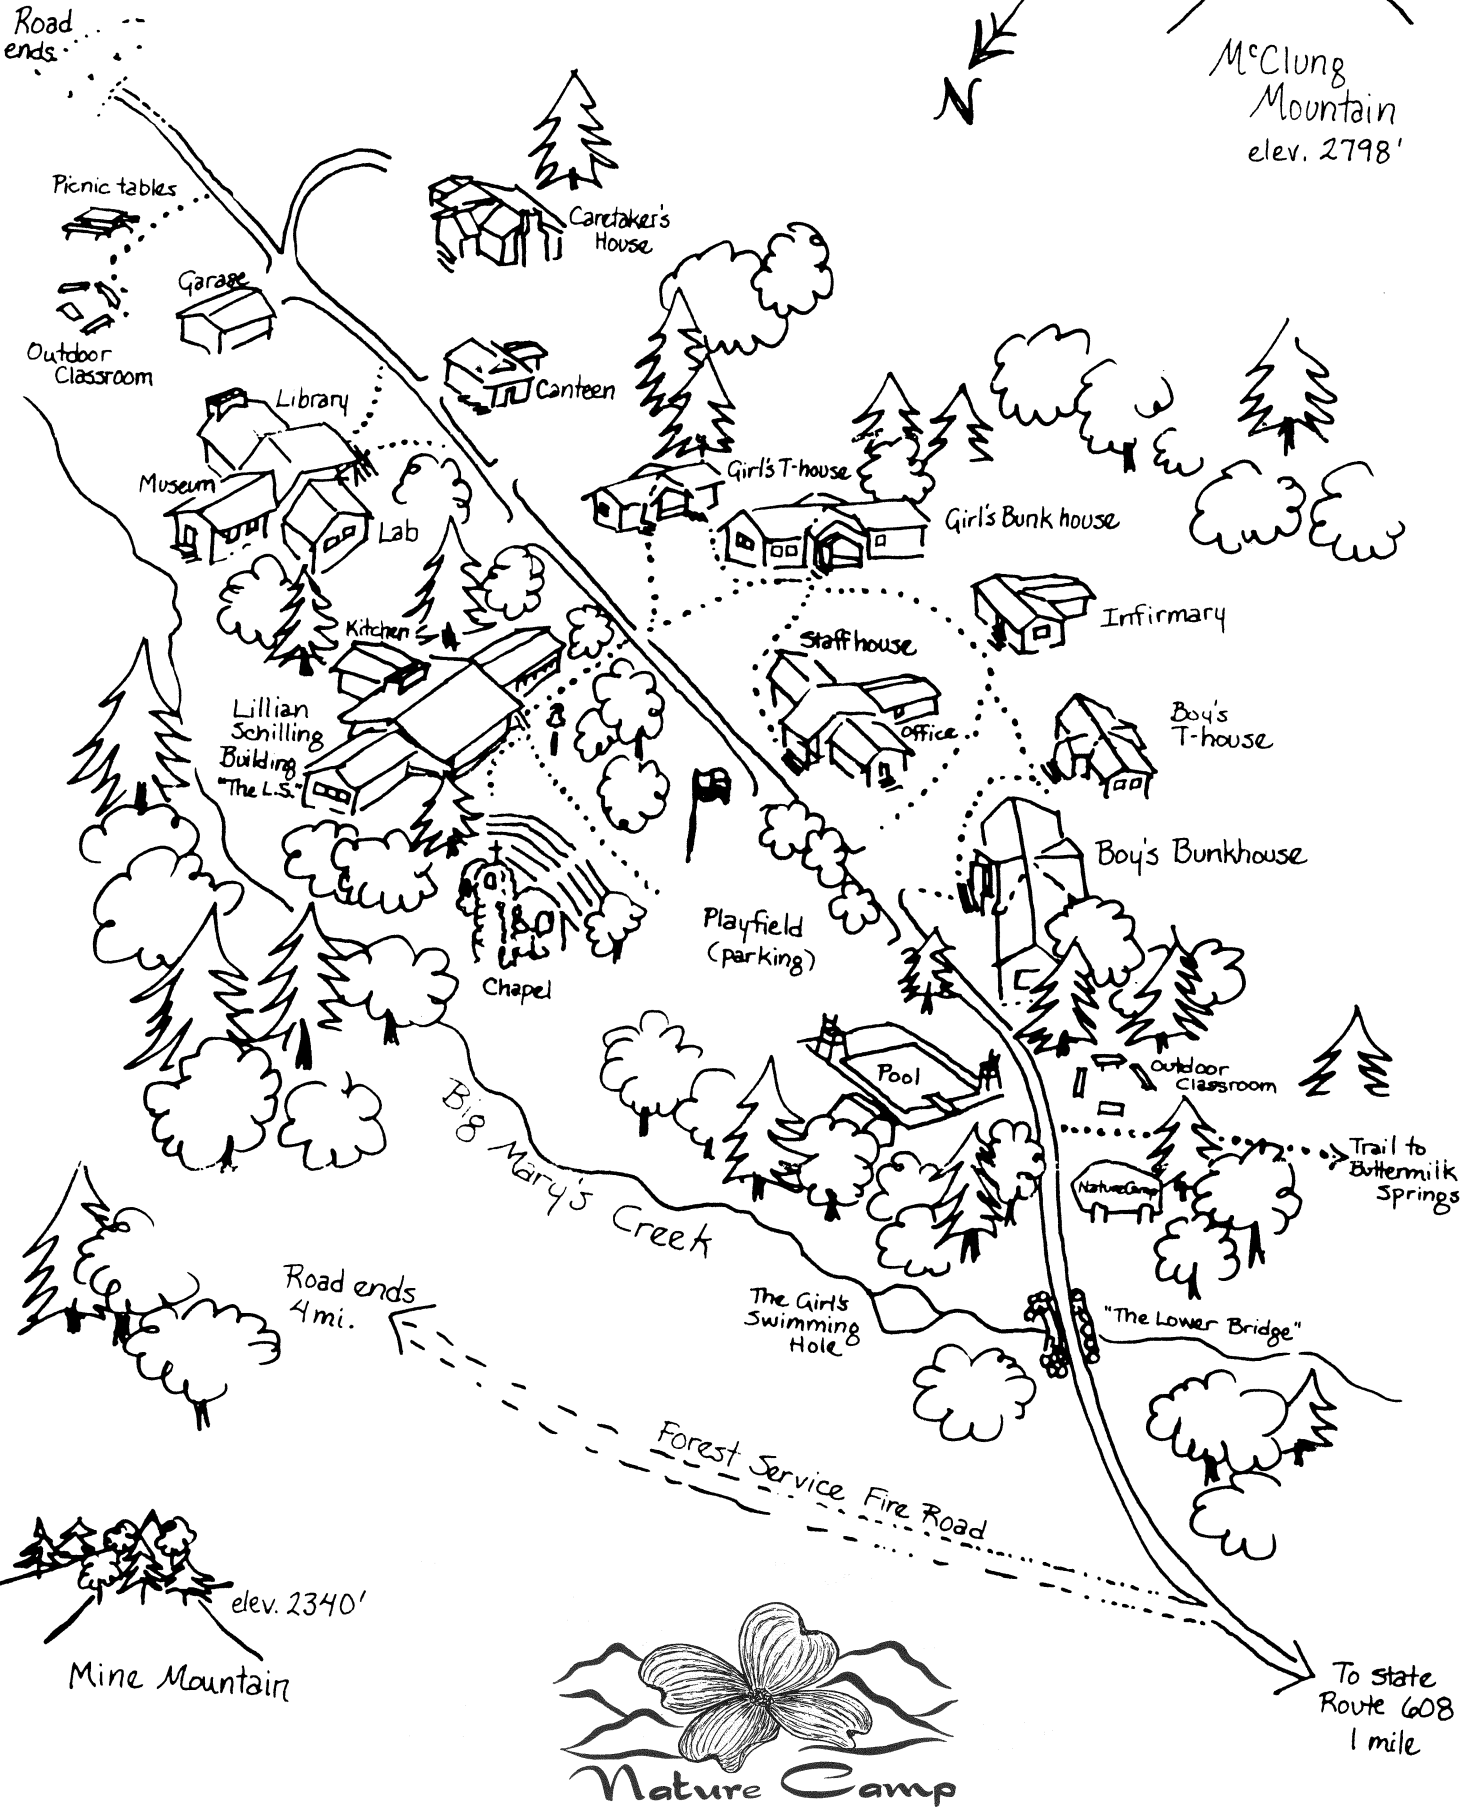 Road
ends
N
McClung
Mountain
elev. 2798'
Picnic tables
Caretaker's
House
Garage
Outdoor
Classroom
Canteen
Library
Museum
Lab
Girl's T-house
Girl's Bunk house
Infirmary
Kitchen
Staff house
Office
Lillian
Schilling
Building
"The L.S."
Boy's
T-house
Boy's Bunkhouse
Playfield
(parking)
Chapel
Pool
Outdoor
Classroom
Big Mary's Creek
Trail to
Buttermilk
Springs
Nature Camp
Road ends
4 mi.
The Girl's
Swimming
Hole
"The Lower Bridge"
Forest Service Fire Road
elev. 2340'
Mine Mountain
To state
Route 608
1 mile
Nature Camp